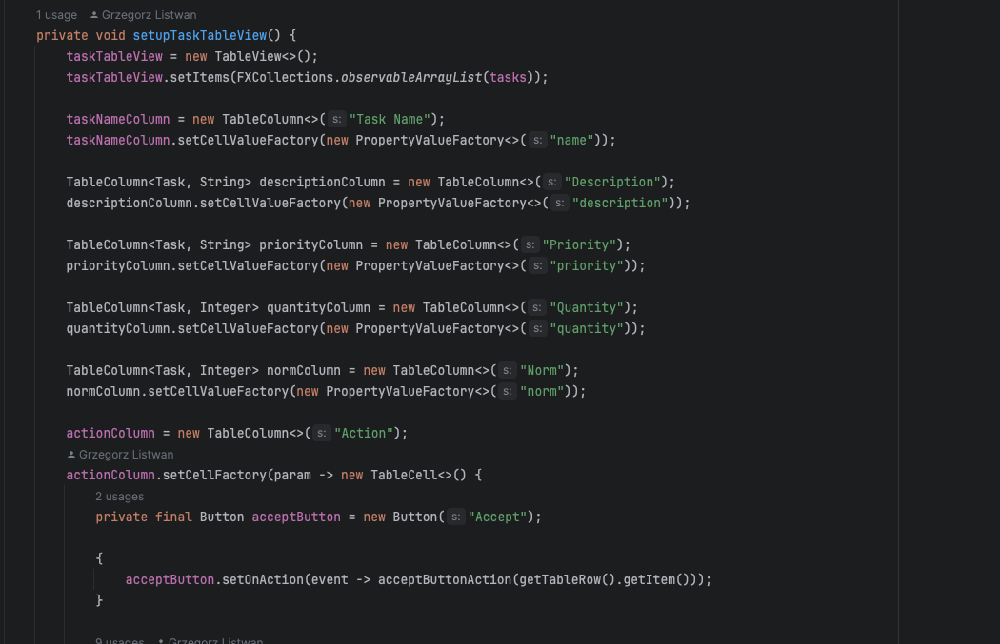 1 usage Grzegorz Listwan
private void setupTaskTableView() {
taskTableView = new TableView<>();
taskTableView.setItems(FXCollections.observableArrayList(tasks));
taskNameColumn = new TableColumn<>( s: "Task Name");
taskNameColumn.setCellValueFactory(new PropertyValueFactory<>( s: "name"));
TableColumn<Task, String> descriptionColumn = new TableColumn<>( s: "Description");
descriptionColumn.setCellValueFactory(new PropertyValueFactory<>( s: "description"));
TableColumn<Task, String> priorityColumn = new TableColumn<>( s: "Priority");
priorityColumn.setCellValueFactory(new PropertyValueFactory<>( s: "priority"));
TableColumn<Task, Integer> quantityColumn = new TableColumn<>( s: "Quantity");
quantityColumn.setCellValueFactory(new PropertyValueFactory<>( s: "quantity"));
TableColumn<Task, Integer> normColumn = new TableColumn<>( s: "Norm");
normColumn.setCellValueFactory(new PropertyValueFactory<>( s: "norm"));
actionColumn = new TableColumn<>( s: "Action");
Grzegorz Listwan
actionColumn.setCellFactory(param -> new TableCell<>() {
2 usages
private final Button acceptButton = new Button( s: "Accept");
{
acceptButton.setOnAction(event -> acceptButtonAction(getTableRow().getItem()));
}
9 usages Grzegorz Listwan